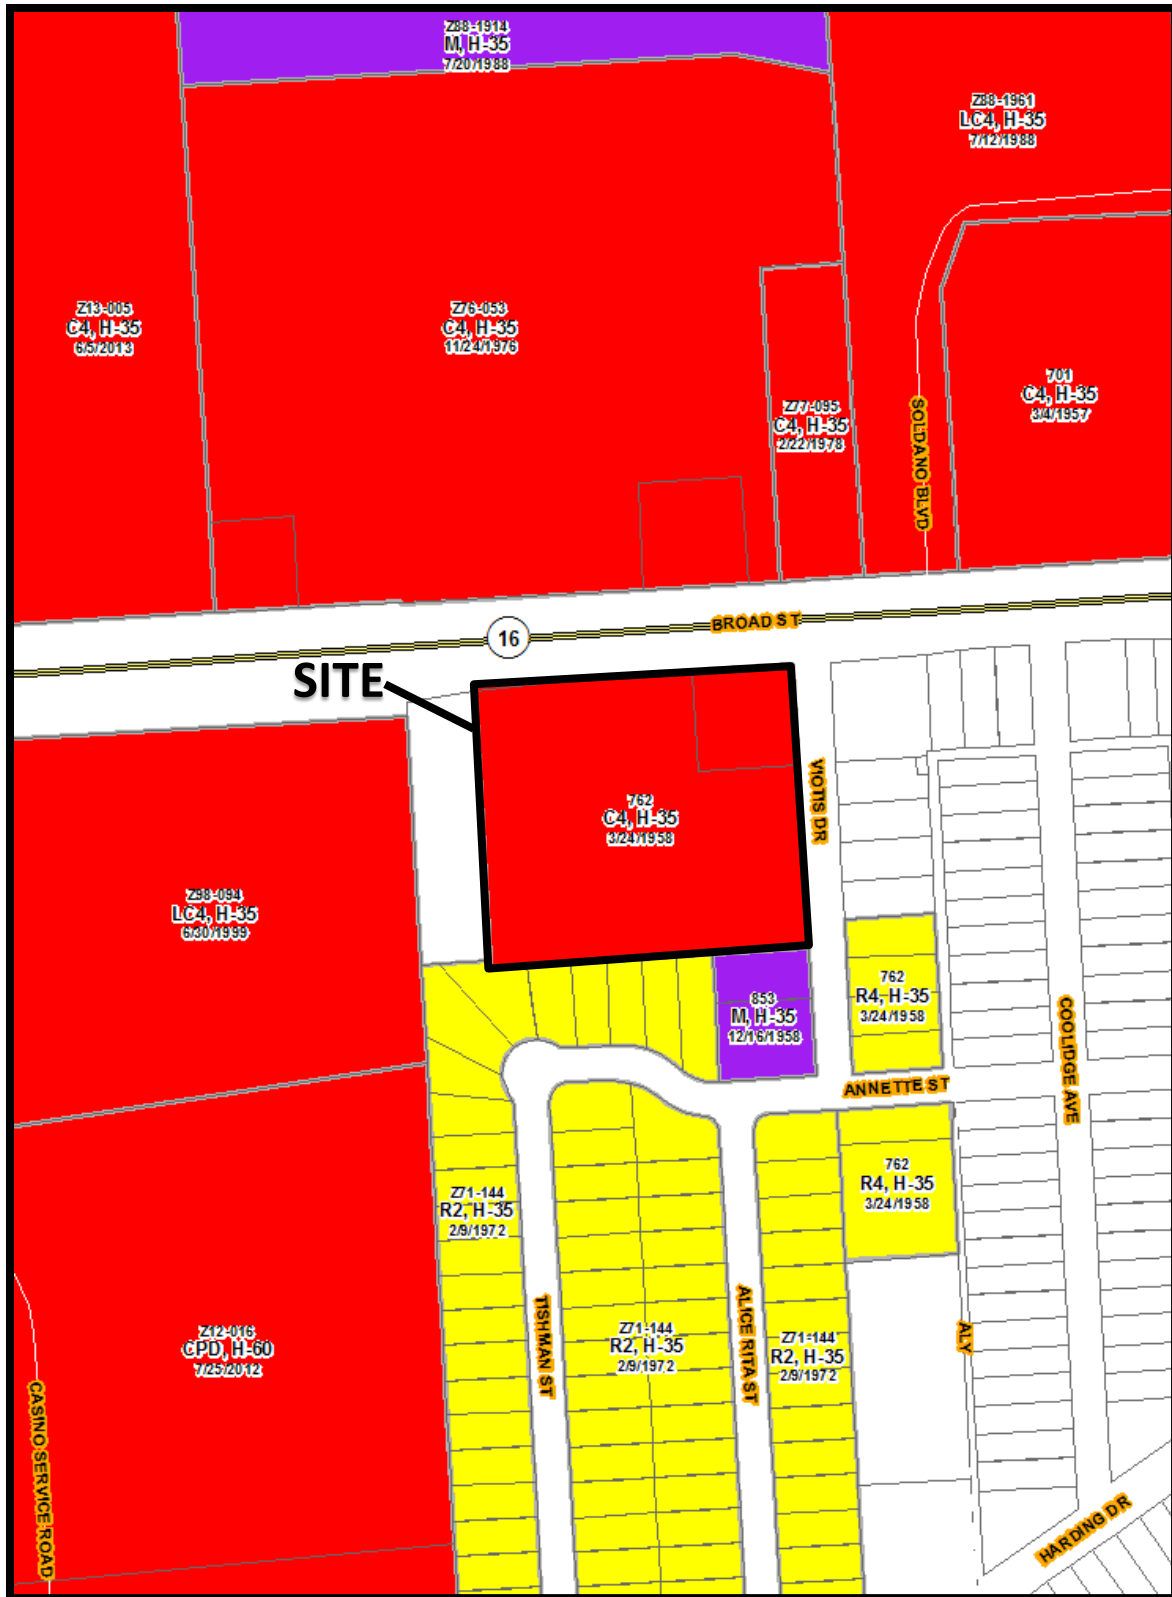 Z88-1914
M, H-35
7/20/1988
Z88-1961
LC4, H-35
7/12/1988
Z13-005
C4, H-35
6/5/2013
Z76-053
C4, H-35
11/24/1976
Z77-095
C4, H-35
2/22/1978
701
C4, H-35
3/4/1957
SOLDANO BLVD
BROAD ST
16
SITE
762
C4, H-35
3/24/1958
VIOTIS DR
Z98-094
LC4, H-35
6/30/1999
853
M, H-35
12/16/1958
762
R4, H-35
3/24/1958
COOLIDGE AVE
ANNETTE ST
762
R4, H-35
3/24/1958
Z71-144
R2, H-35
2/9/1972
TISHMAN ST
Z71-144
R2, H-35
2/9/1972
ALICE RITA ST
Z71-144
R2, H-35
2/9/1972
ALY
Z12-016
CPD, H-60
7/25/2012
CASINO SERVICE ROAD
HARDING DR